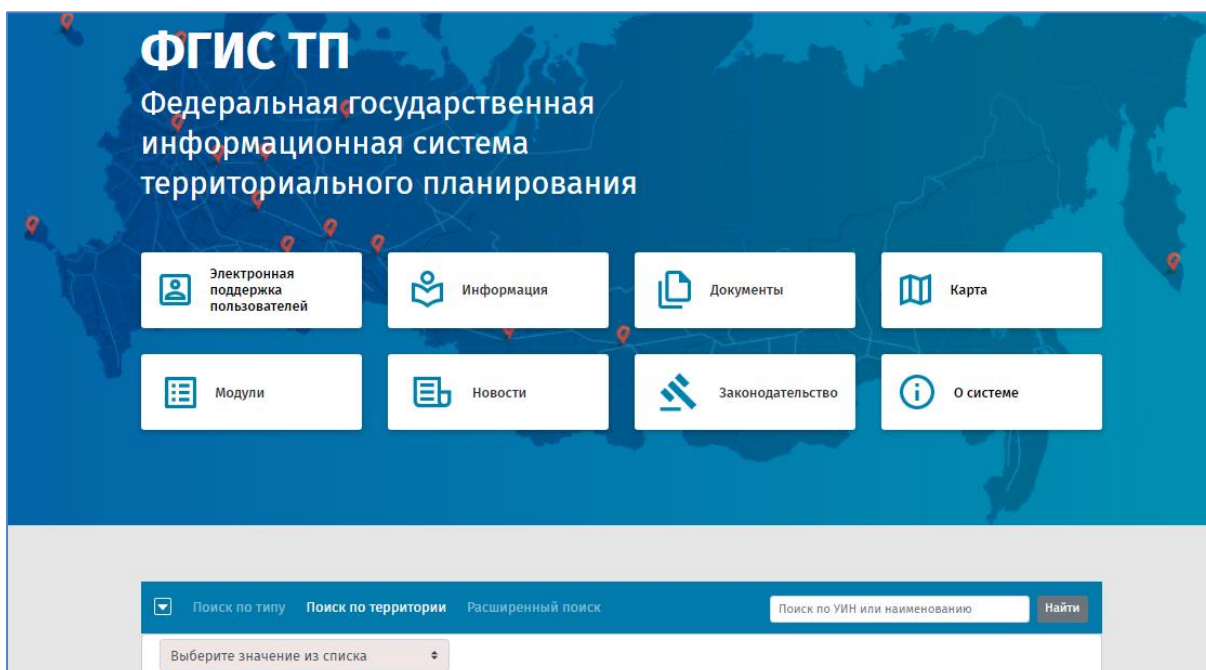 ФГИС ТП
Федеральная государственная
информационная система
территориального планирования
Электронная
поддержка
пользователей
Информация
Документы
Карта
Модули
Новости
Законодательство
О системе
Поиск по типу Поиск по территории Расширенный поиск Поиск по УИН или наименованию Найти
Выберите значение из списка